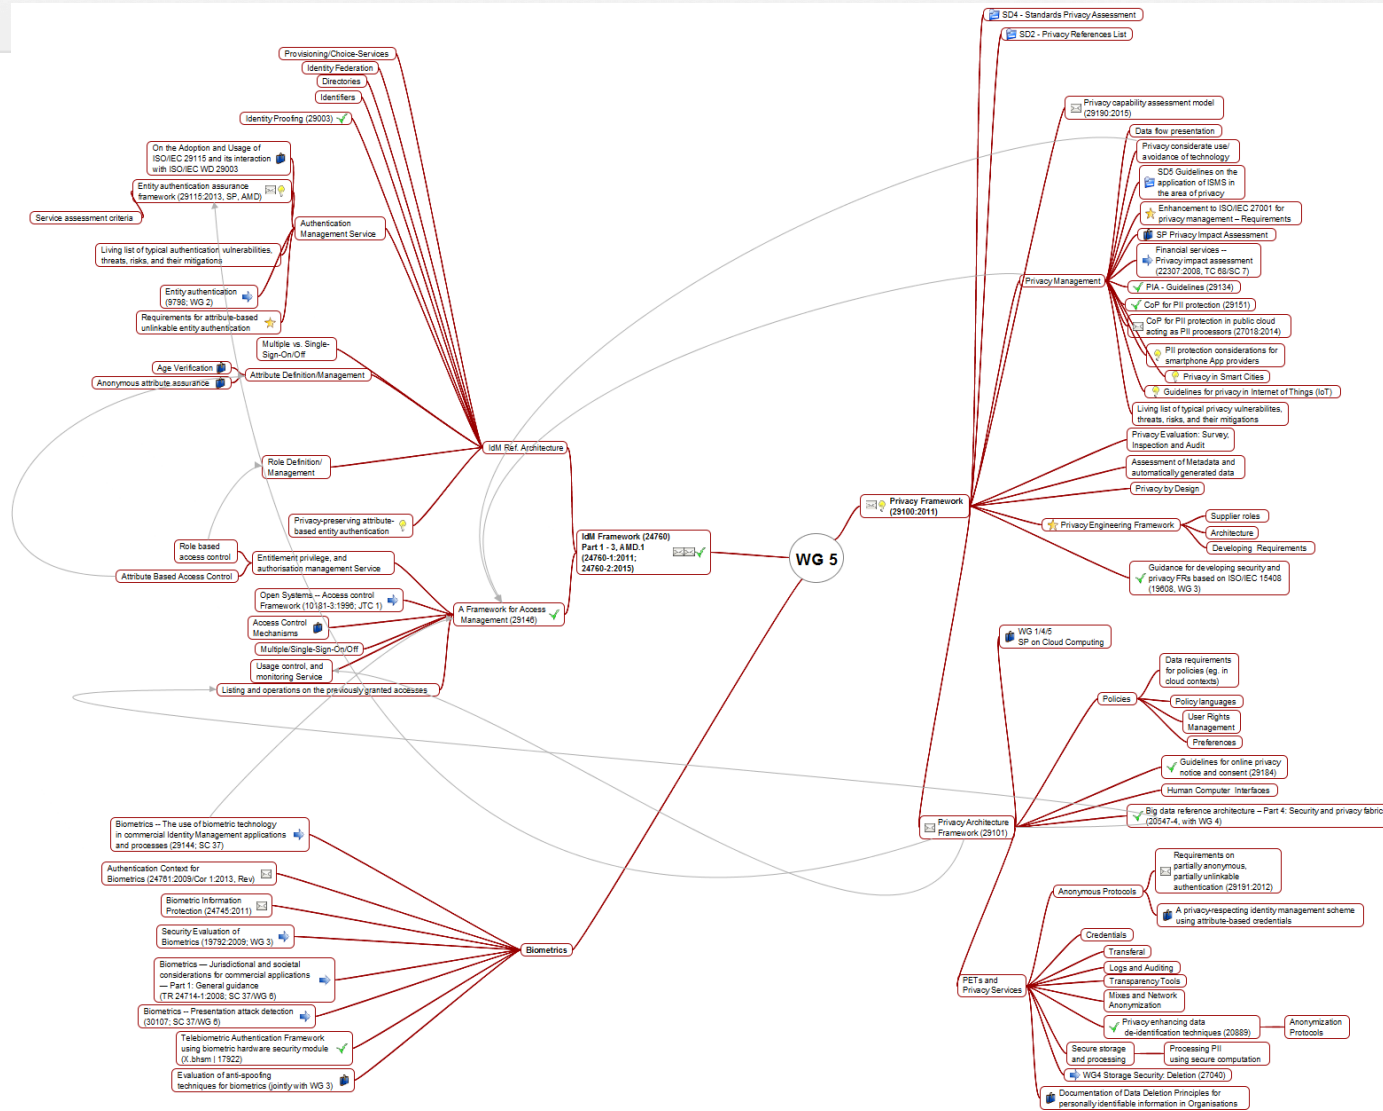 Provisioning/Choice-Services
Identity Federation
Directories
Identifiers
Identity Proofing (29003)
On the Adoption and Usage of
ISO/IEC 29115 and its interaction
with ISO/IEC WD 29003
Entity authentication assurance
framework (29115:2013, SP, AMD)
Service assessment criteria
Authentication
Management Service
Living list of typical authentication vulnerabilities,
threats, risks, and their mitigations
Entity authentication
(9798; WG 2)
Requirements for attribute-based
unlinkable entity authentication
Multiple vs. Single-
Sign-On/Off
Age Verification
Anonymous attribute assurance
Attribute Definition/Management
IdM Ref. Architecture
Role Definition/
Management
Privacy-preserving attribute-
based entity authentication
Role based
access control
Attribute Based Access Control
Entitlement privilege, and
authorisation management Service
Open Systems -- Access control
Framework (10181-3:1996; JTC 1)
Access Control
Mechanisms
Multiple/Single-Sign-On/Off
Usage control, and
monitoring Service
Listing and operations on the previously granted accesses
A Framework for Access
Management (29146)
IdM Framework (24760)
Part 1 - 3, AMD.1
(24760-1:2011;
24760-2:2015)
WG 5
Biometrics -- The use of biometric technology
in commercial Identity Management applications
and processes (29144; SC 37)
Authentication Context for
Biometrics (24761:2009/Cor 1:2013, Rev)
Biometric Information
Protection (24745:2011)
Security Evaluation of
Biometrics (19792:2009; WG 3)
Biometrics — Jurisdictional and societal
considerations for commercial applications
— Part 1: General guidance
(TR 24714-1:2008; SC 37/WG 6)
Biometrics -- Presentation attack detection
(30107; SC 37/WG 6)
Telebiometric Authentication Framework
using biometric hardware security module
(X.bhsm | 17922)
Evaluation of anti-spoofing
techniques for biometrics (jointly with WG 3)
Biometrics
SD4 - Standards Privacy Assessment
SD2 - Privacy References List
Privacy capability assessment model
(29190:2015)
Data flow presentation
Privacy considerate use/
avoidance of technology
SD5 Guidelines on the
application of ISMS in
the area of privacy
Enhancement to ISO/IEC 27001 for
privacy management – Requirements
SP Privacy Impact Assessment
Financial services --
Privacy impact assessment
(22307:2008, TC 68/SC 7)
Privacy Management
PIA - Guidelines (29134)
CoP for PII protection (29151)
CoP for PII protection in public cloud
acting as PII processors (27018:2014)
PII protection considerations for
smartphone App providers
Privacy in Smart Cities
Guidelines for privacy in Internet of Things (IoT)
Living list of typical privacy vulnerabilites,
threats, risks, and their mitigations
Privacy Evaluation: Survey,
Inspection and Audit
Assessment of Metadata and
automatically generated data
Privacy by Design
Privacy Framework
(29100:2011)
Privacy Engineering Framework
Supplier roles
Architecture
Developing Requirements
Guidance for developing security and
privacy FRs based on ISO/IEC 15408
(19608, WG 3)
WG 1/4/5
SP on Cloud Computing
Policies
Data requirements
for policies (eg. in
cloud contexts)
Policy languages
User Rights
Management
Preferences
Guidelines for online privacy
notice and consent (29184)
Human Computer Interfaces
Big data reference architecture – Part 4: Security and privacy fabric
(20547-4, with WG 4)
Privacy Architecture
Framework (29101)
Requirements on
partially anonymous,
partially unlinkable
authentication (29191:2012)
Anonymous Protocols
A privacy-respecting identity management scheme
using attribute-based credentials
Credentials
Transferal
Logs and Auditing
Transparency Tools
PETs and
Privacy Services
Mixes and Network
Anonymization
Privacy enhancing data
de-identification techniques (20889)
Anonymization
Protocols
Secure storage
and processing
Processing PII
using secure computation
WG4 Storage Security: Deletion (27040)
Documentation of Data Deletion Principles for
personally identifiable information in Organisations